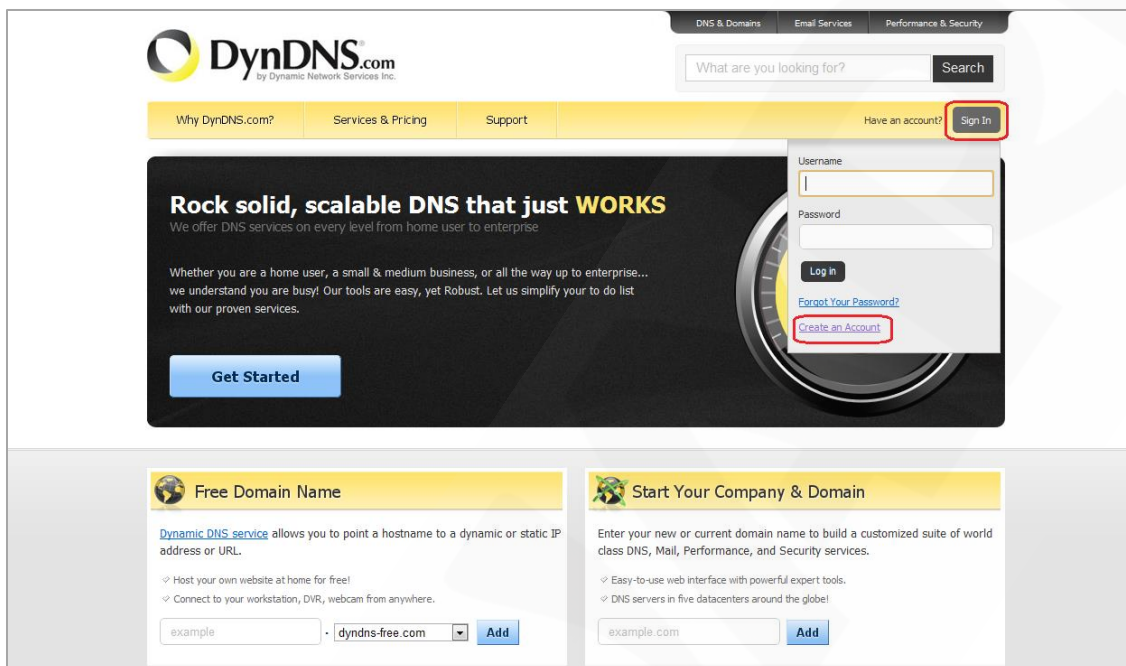 DNS & Domains Email Services Performance & Security
DynDNS.com
by Dynamic Network Services Inc.
What are you looking for? Search
Why DynDNS.com? Services & Pricing Support Have an account? Sign In
Username
Password
Log in
Forgot Your Password?
Create an Account
Rock solid, scalable DNS that just WORKS
We offer DNS services on every level from home user to enterprise
Whether you are a home user, a small & medium business, or all the way up to enterprise...
we understand you are busy! Our tools are easy, yet Robust. Let us simplify your to do list
with our proven services.
Get Started
Free Domain Name
Dynamic DNS service allows you to point a hostname to a dynamic or static IP
address or URL.
Host your own website at home for free!
Connect to your workstation, DVR, webcam from anywhere.
example . dyndns-free.com Add
Start Your Company & Domain
Enter your new or current domain name to build a customized suite of world
class DNS, Mail, Performance, and Security services.
Easy-to-use web interface with powerful expert tools.
DNS servers in five datacenters around the globe!
example.com Add